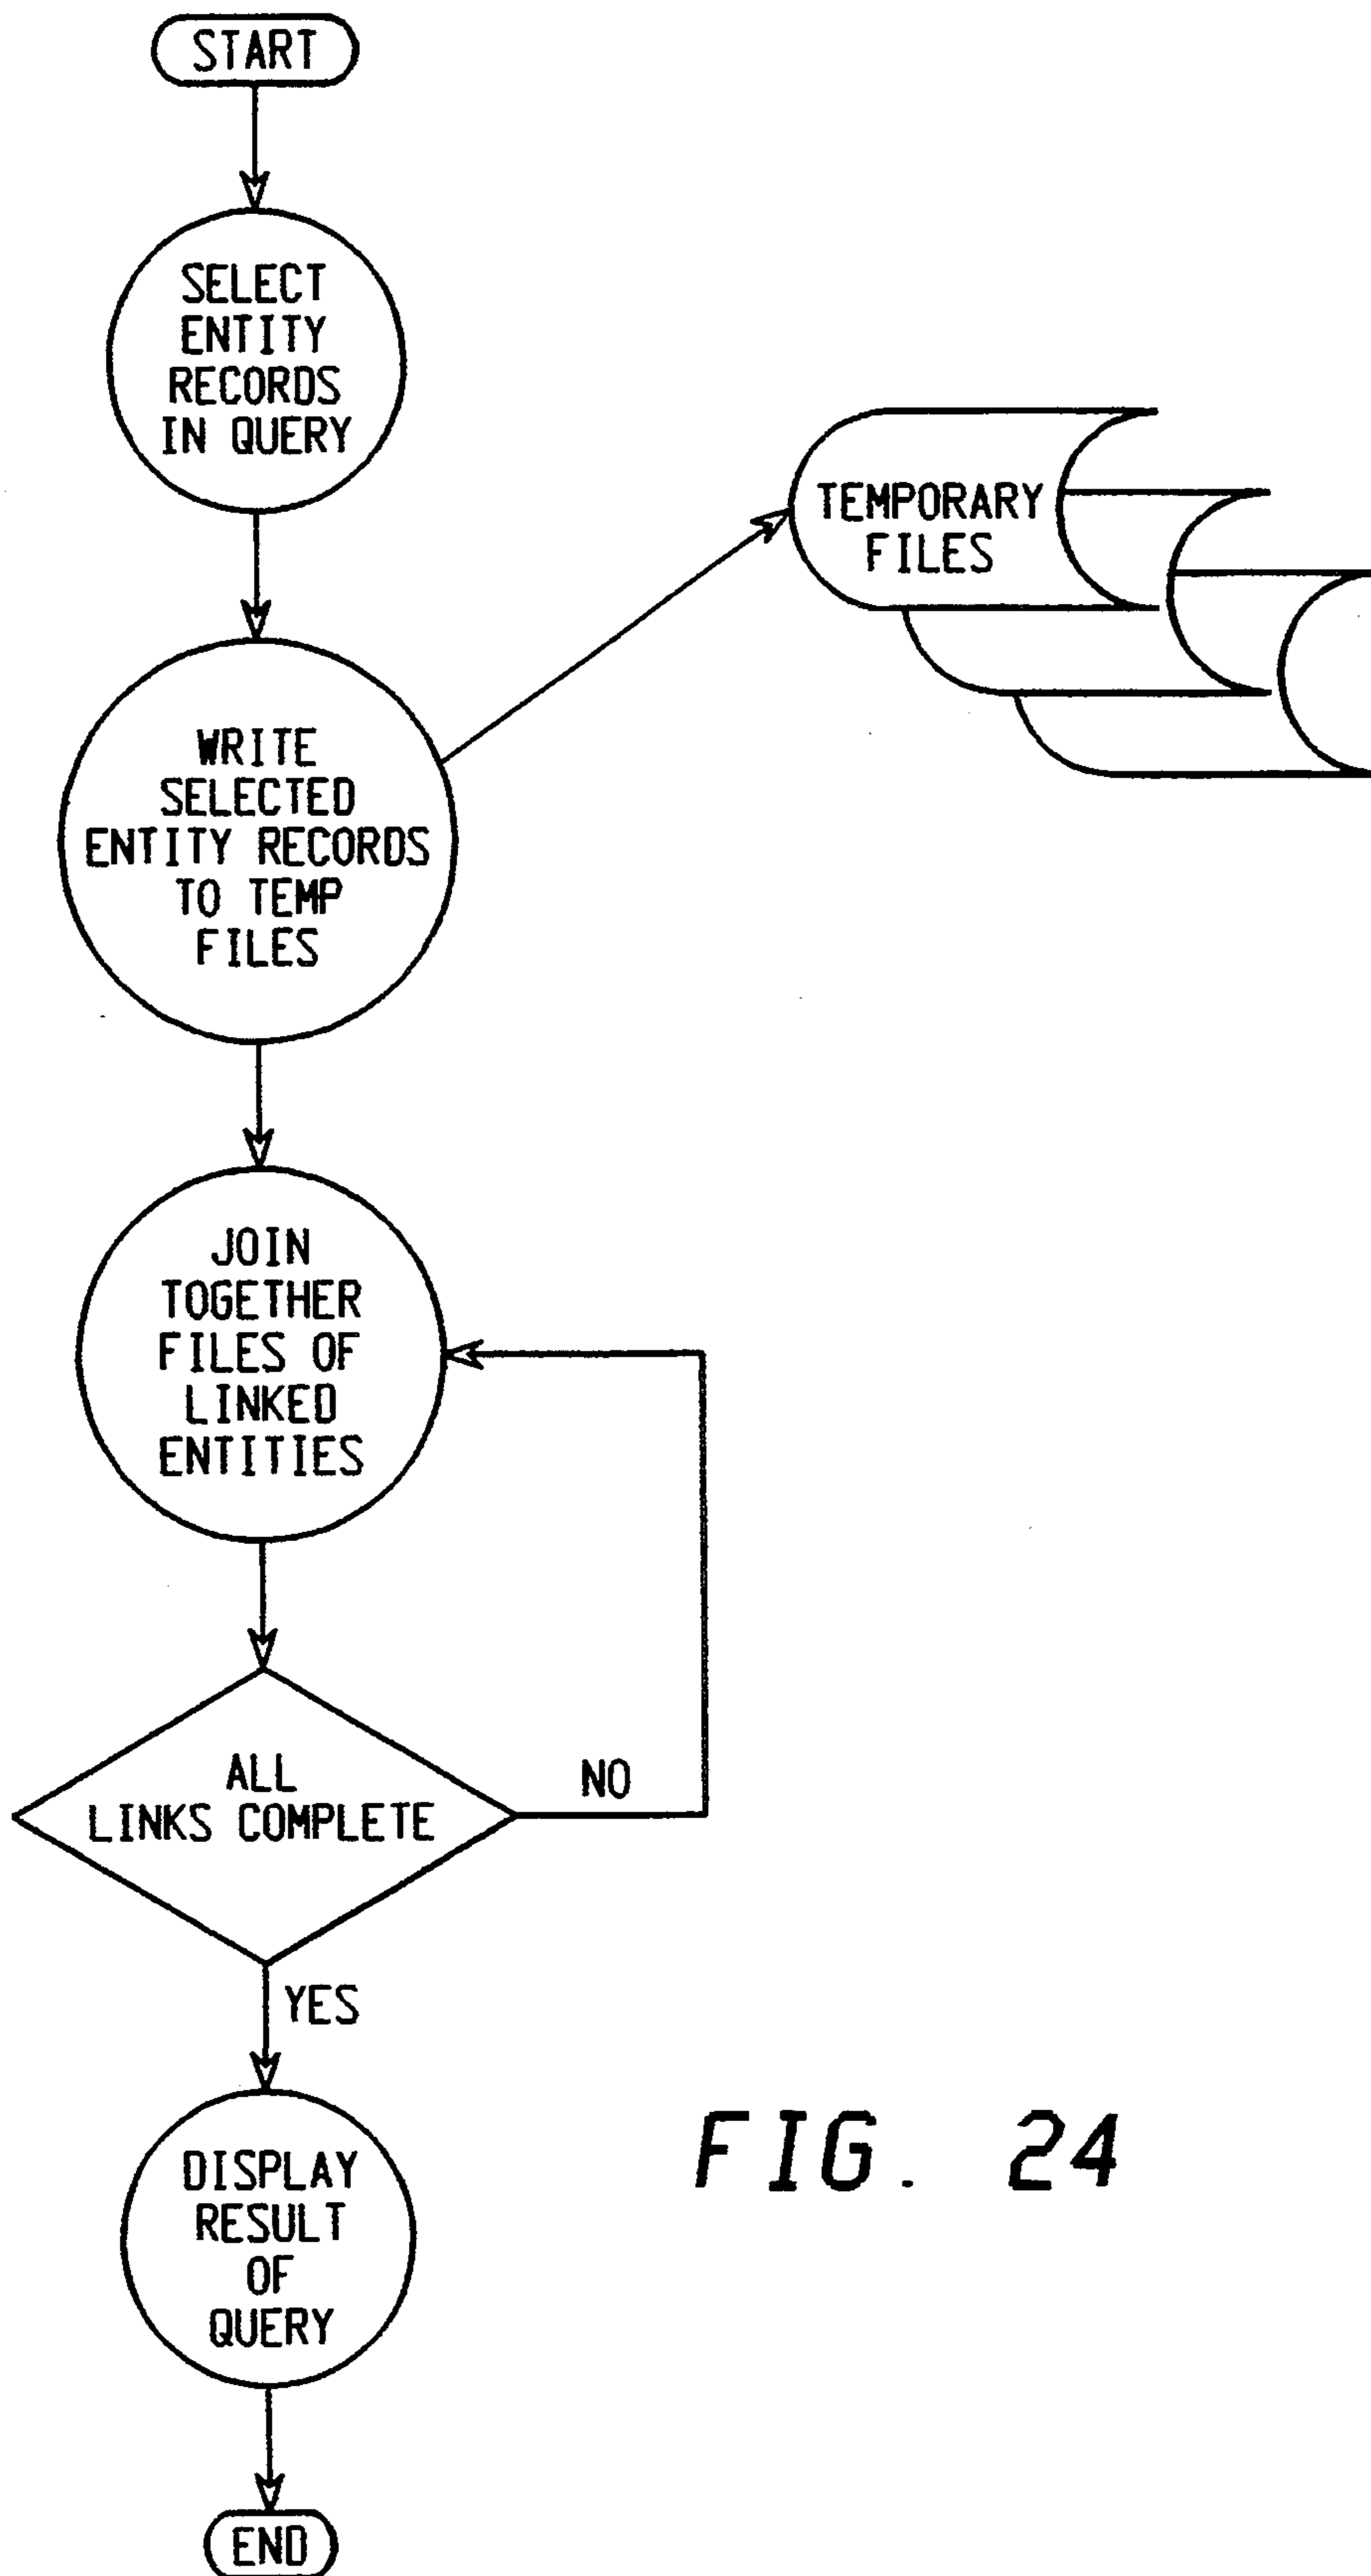 START
SELECT
ENTITY
RECORDS
IN QUERY
TEMPORARY
FILES
WRITE
SELECTED
ENTITY RECORDS
TO TEMP
FILES
JOIN
TOGETHER
FILES OF
LINKED
ENTITIES
ALL
LINKS COMPLETE
NO
YES
DISPLAY
RESULT
OF
QUERY
END
FIG. 24